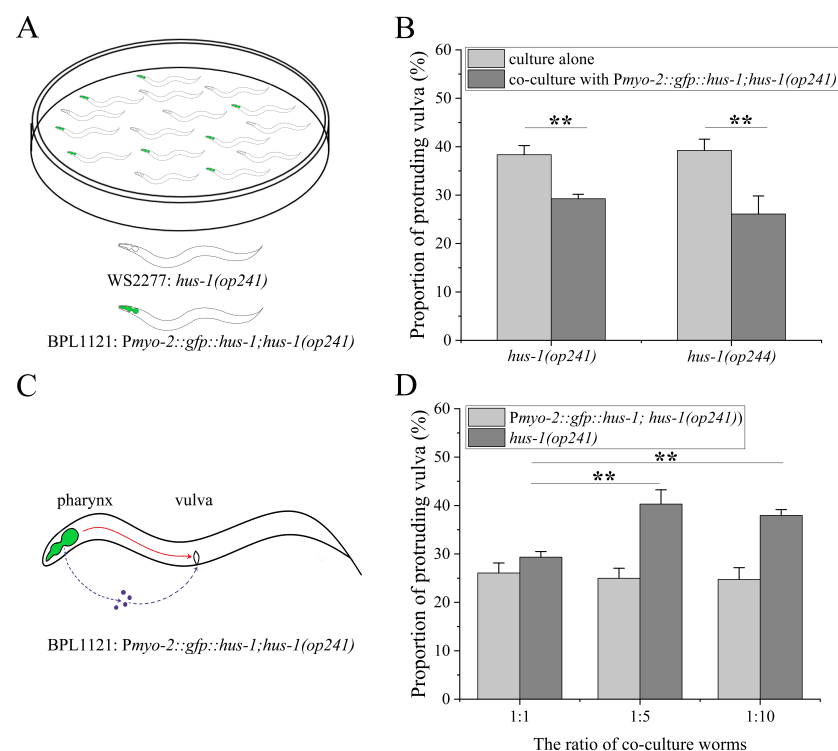 A
WS2277: hus-1(op241)
BPL1121: Pmyo-2::gfp::hus-1;hus-1(op241)
B
Proportion of protruding vulva (%)
60
50
40
30
20
10
0
culture alone
co-culture with Pmyo-2::gfp::hus-1;hus-1(op241)
**
**
hus-1(op241)
hus-1(op244)
C
pharynx
vulva
BPL1121: Pmyo-2::gfp::hus-1;hus-1(op241)
D
Proportion of protruding vulva (%)
60
50
40
30
20
10
0
Pmyo-2::gfp::hus-1; hus-1(op241))
hus-1(op241)
**
**
1:1
1:5
1:10
The ratio of co-culture worms